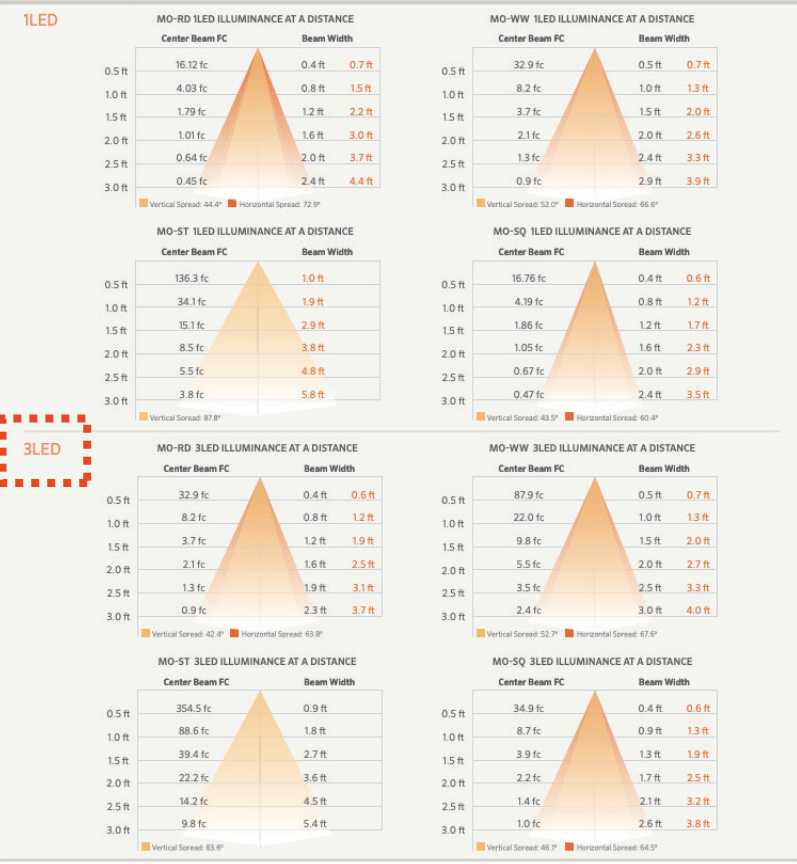 1LED
MO-RD 1LED ILLUMINANCE AT A DISTANCE
Center Beam FC Beam Width
0.5 ft 16.12 fc 0.4 ft 0.7 ft
1.0 ft 4.03 fc 0.8 ft 1.5 ft
1.5 ft 1.79 fc 1.2 ft 2.2 ft
2.0 ft 1.01 fc 1.6 ft 3.0 ft
2.5 ft 0.64 fc 2.0 ft 3.7 ft
3.0 ft 0.45 fc 2.4 ft 4.4 ft
Vertical Spread: 44.4° Horizontal Spread: 72.9°
MO-WW 1LED ILLUMINANCE AT A DISTANCE
Center Beam FC Beam Width
0.5 ft 32.9 fc 0.5 ft 0.7 ft
1.0 ft 8.2 fc 1.0 ft 1.3 ft
1.5 ft 3.7 fc 1.5 ft 2.0 ft
2.0 ft 2.1 fc 2.0 ft 2.6 ft
2.5 ft 1.3 fc 2.4 ft 3.3 ft
3.0 ft 0.9 fc 2.9 ft 3.9 ft
Vertical Spread: 52.0° Horizontal Spread: 66.6°
MO-ST 1LED ILLUMINANCE AT A DISTANCE
Center Beam FC Beam Width
0.5 ft 136.3 fc 1.0 ft
1.0 ft 34.1 fc 1.9 ft
1.5 ft 15.1 fc 2.9 ft
2.0 ft 8.5 fc 3.8 ft
2.5 ft 5.5 fc 4.8 ft
3.0 ft 3.8 fc 5.8 ft
Vertical Spread: 87.8°
MO-SQ 1LED ILLUMINANCE AT A DISTANCE
Center Beam FC Beam Width
0.5 ft 16.76 fc 0.4 ft 0.6 ft
1.0 ft 4.19 fc 0.8 ft 1.2 ft
1.5 ft 1.86 fc 1.2 ft 1.7 ft
2.0 ft 1.05 fc 1.6 ft 2.3 ft
2.5 ft 0.67 fc 2.0 ft 2.9 ft
3.0 ft 0.47 fc 2.4 ft 3.5 ft
Vertical Spread: 43.5° Horizontal Spread: 60.4°
3LED
MO-RD 3LED ILLUMINANCE AT A DISTANCE
Center Beam FC Beam Width
0.5 ft 32.9 fc 0.4 ft 0.6 ft
1.0 ft 8.2 fc 0.8 ft 1.2 ft
1.5 ft 3.7 fc 1.2 ft 1.9 ft
2.0 ft 2.1 fc 1.6 ft 2.5 ft
2.5 ft 1.3 fc 1.9 ft 3.1 ft
3.0 ft 0.9 fc 2.3 ft 3.7 ft
Vertical Spread: 42.4° Horizontal Spread: 63.8°
MO-WW 3LED ILLUMINANCE AT A DISTANCE
Center Beam FC Beam Width
0.5 ft 87.9 fc 0.5 ft 0.7 ft
1.0 ft 22.0 fc 1.0 ft 1.3 ft
1.5 ft 9.8 fc 1.5 ft 2.0 ft
2.0 ft 5.5 fc 2.0 ft 2.7 ft
2.5 ft 3.5 fc 2.5 ft 3.3 ft
3.0 ft 2.4 fc 3.0 ft 4.0 ft
Vertical Spread: 52.7° Horizontal Spread: 67.6°
MO-ST 3LED ILLUMINANCE AT A DISTANCE
Center Beam FC Beam Width
0.5 ft 354.5 fc 0.9 ft
1.0 ft 88.6 fc 1.8 ft
1.5 ft 39.4 fc 2.7 ft
2.0 ft 22.2 fc 3.6 ft
2.5 ft 14.2 fc 4.5 ft
3.0 ft 9.8 fc 5.4 ft
Vertical Spread: 83.6°
MO-SQ 3LED ILLUMINANCE AT A DISTANCE
Center Beam FC Beam Width
0.5 ft 34.9 fc 0.4 ft 0.6 ft
1.0 ft 8.7 fc 0.9 ft 1.3 ft
1.5 ft 3.9 fc 1.3 ft 1.9 ft
2.0 ft 2.2 fc 1.7 ft 2.5 ft
2.5 ft 1.4 fc 2.1 ft 3.2 ft
3.0 ft 1.0 fc 2.6 ft 3.8 ft
Vertical Spread: 46.1° Horizontal Spread: 64.5°